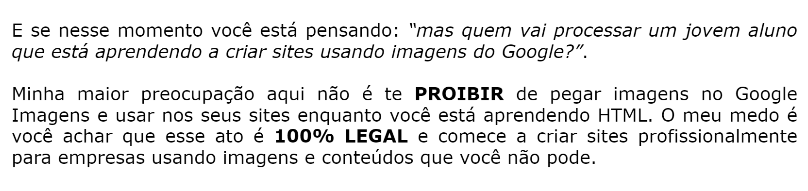 E se nesse momento você está pensando: “mas quem vai processar um jovem aluno
que está aprendendo a criar sites usando imagens do Google?”.
Minha maior preocupação aqui não é te PROIBIR de pegar imagens no Google
Imagens e usar nos seus sites enquanto você está aprendendo HTML. O meu medo é
você achar que esse ato é 100% LEGAL e comece a criar sites profissionalmente
para empresas usando imagens e conteúdos que você não pode.